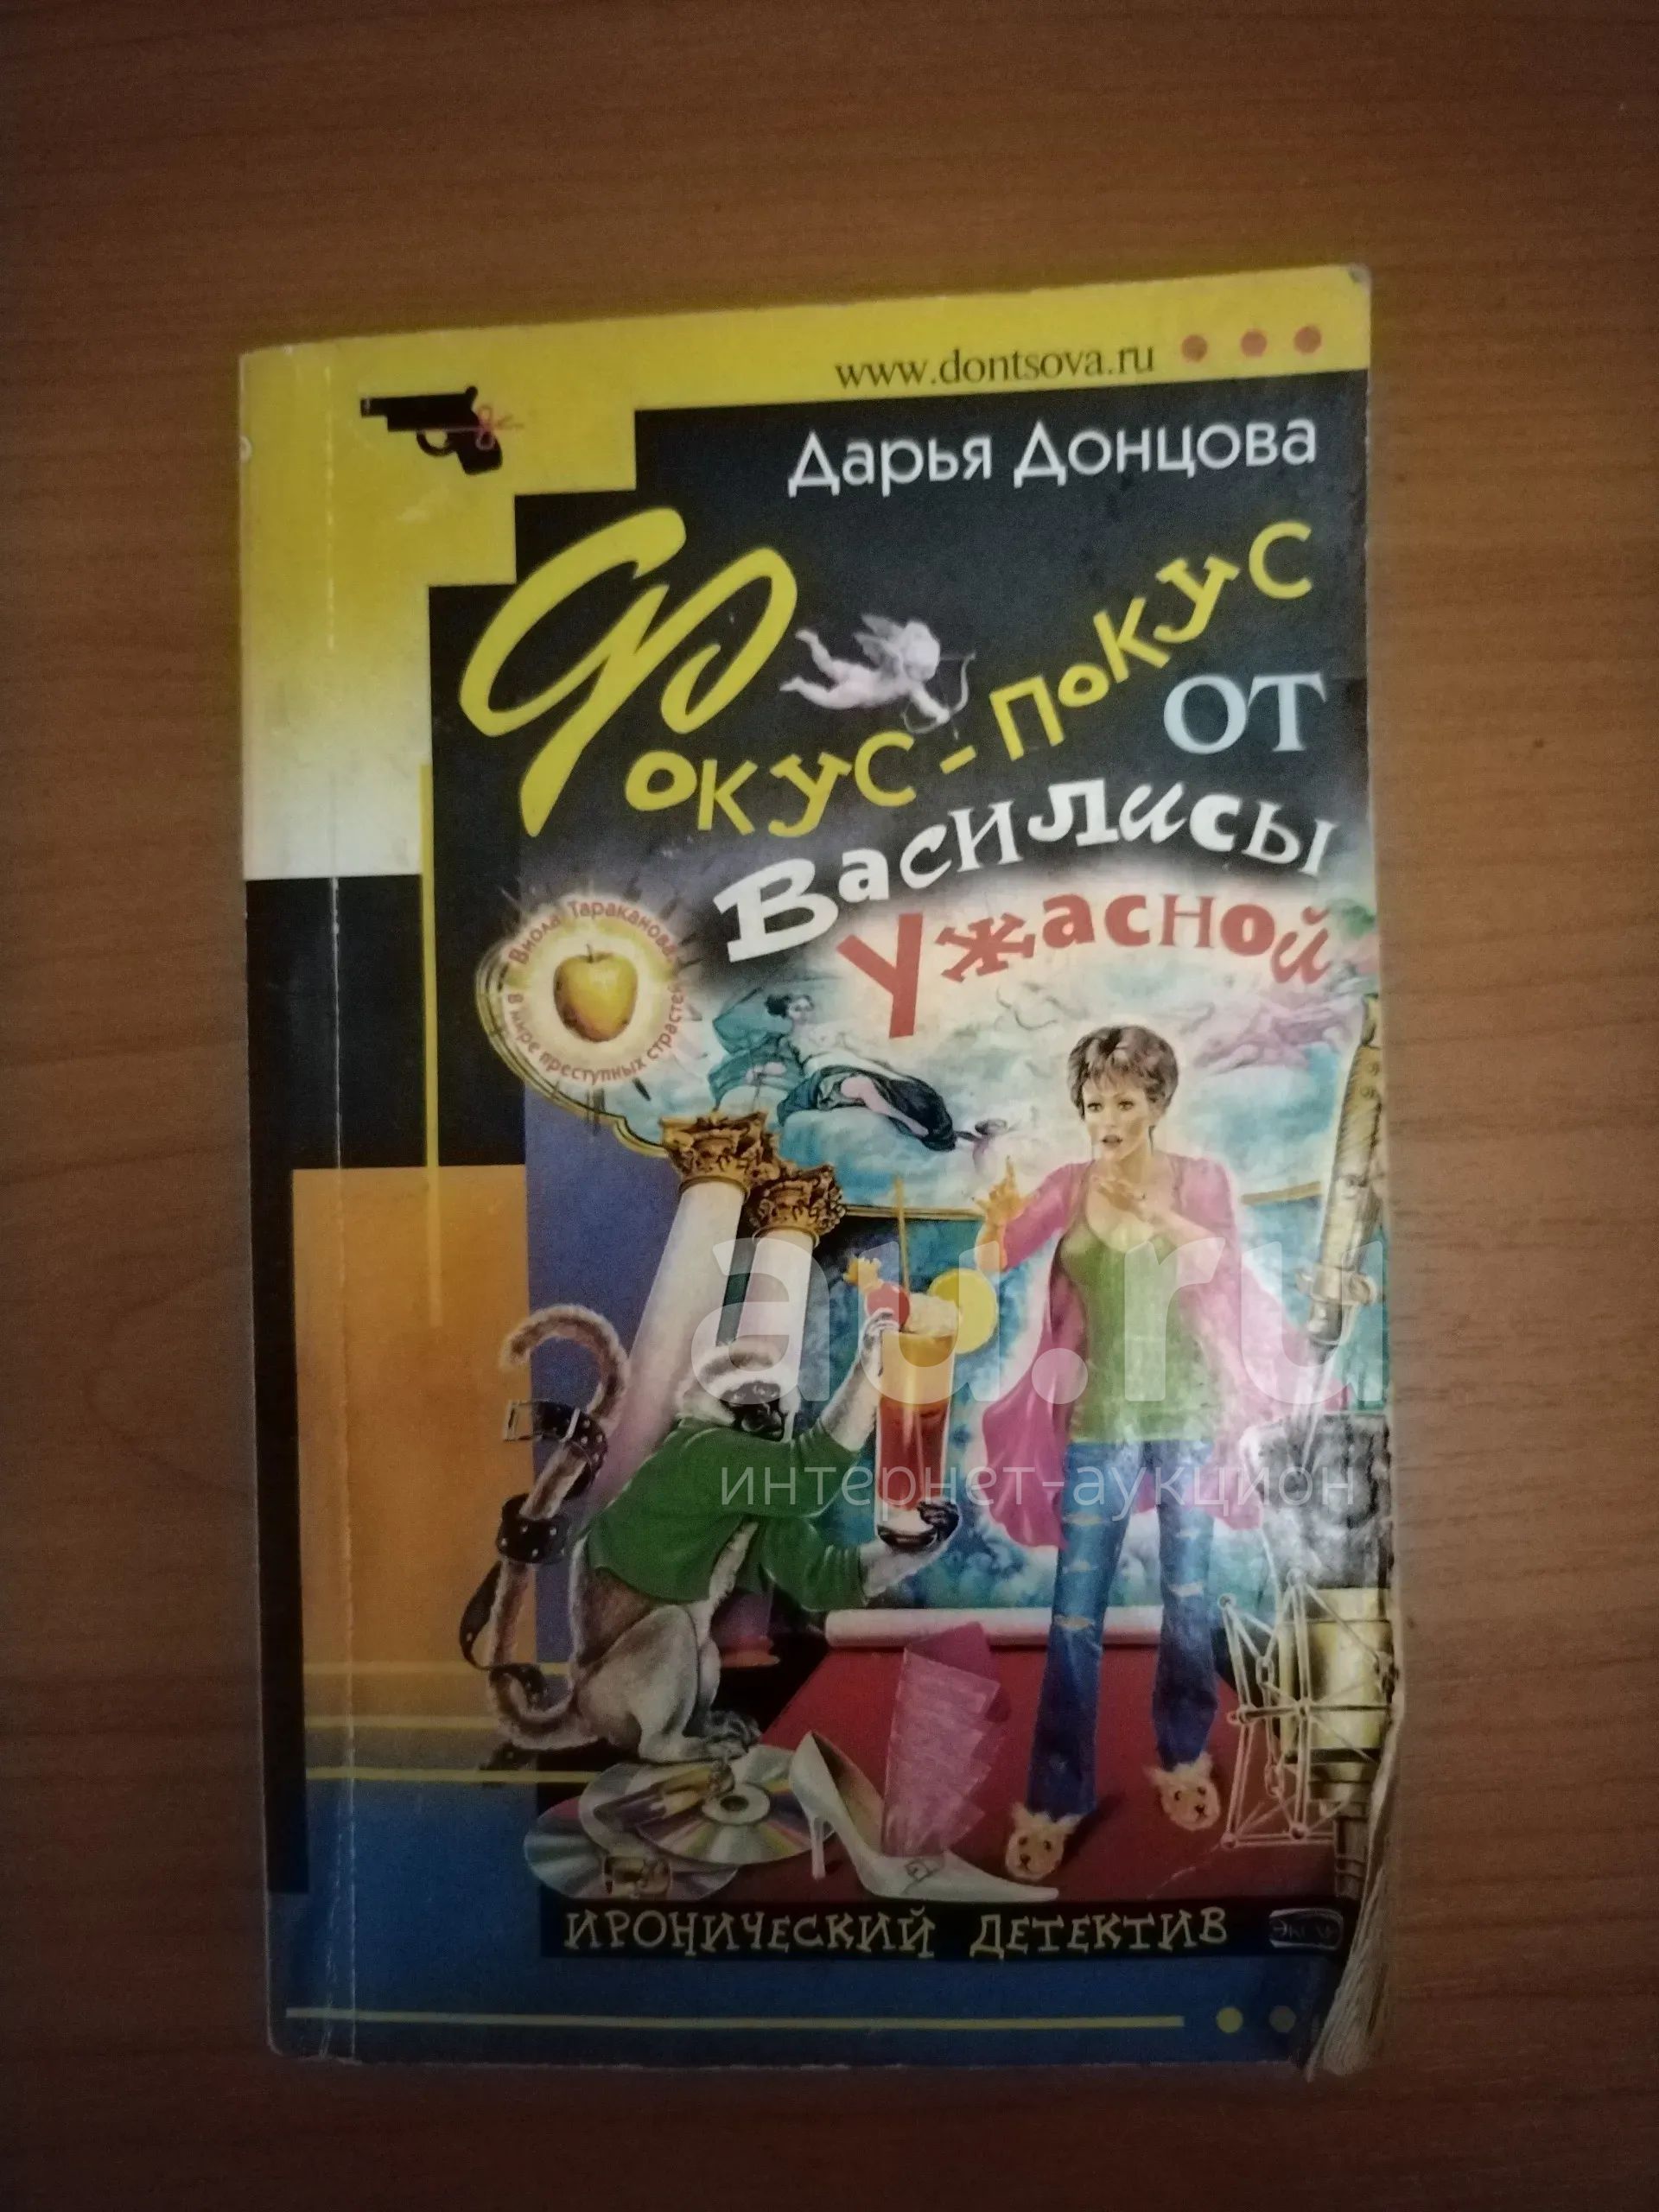 www.dontsova.ru
Дарья Донцова
Фокус-покус
от
Василисы
Ужасной
Виола Тараканова
в мире преступных страстей
au.ru
интернет-аукцион
ИРОНИЧЕСКИЙ ДЕТЕКТИВ
ЭКСМО